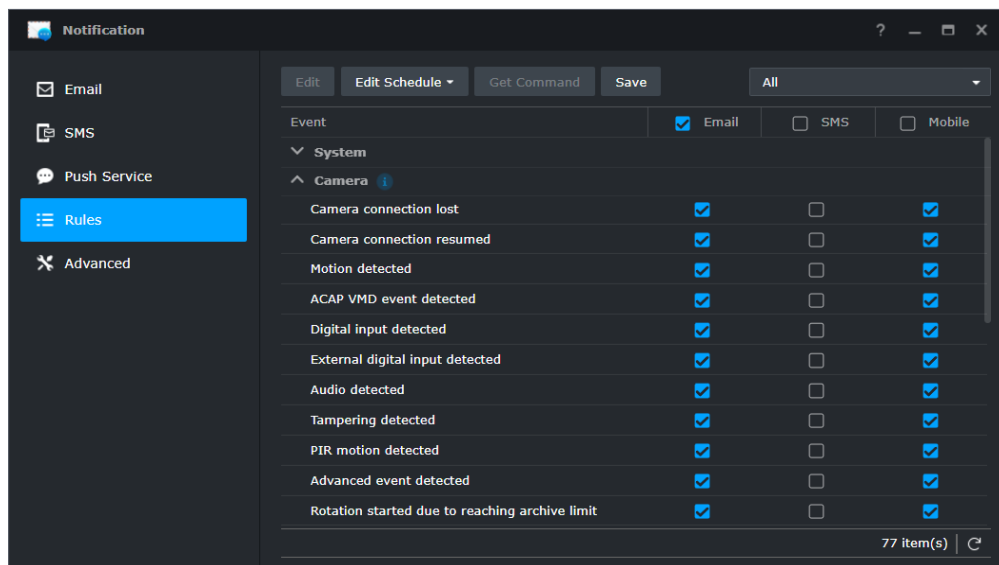 Notification
?
Email
SMS
Push Service
Rules
Advanced
Edit Edit Schedule Get Command Save All
Event Email SMS Mobile
System
Camera i
Camera connection lost
Camera connection resumed
Motion detected
ACAP VMD event detected
Digital input detected
External digital input detected
Audio detected
Tampering detected
PIR motion detected
Advanced event detected
Rotation started due to reaching archive limit
77 item(s)